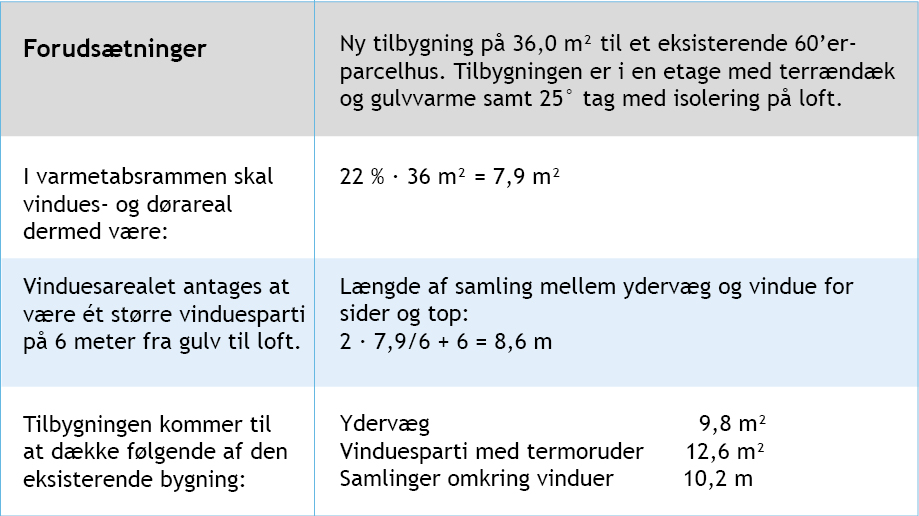 Forudsætninger
Ny tilbygning på 36,0 m² til et eksisterende 60’er-
parcelhus. Tilbygningen er i en etage med terrændæk
og gulvvarme samt 25° tag med isolering på loft.
I varmetabsrammen skal
vindues- og dørareal
dermed være:
22 % · 36 m² = 7,9 m²
Vinduesarealet antages at
være ét større vinduesparti
på 6 meter fra gulv til loft.
Længde af samling mellem ydervæg og vindue for
sider og top:
2 · 7,9/6 + 6 = 8,6 m
Tilbygningen kommer til
at dække følgende af den
eksisterende bygning:
Ydervæg 9,8 m²
Vinduesparti med termoruder 12,6 m²
Samlinger omkring vinduer 10,2 m